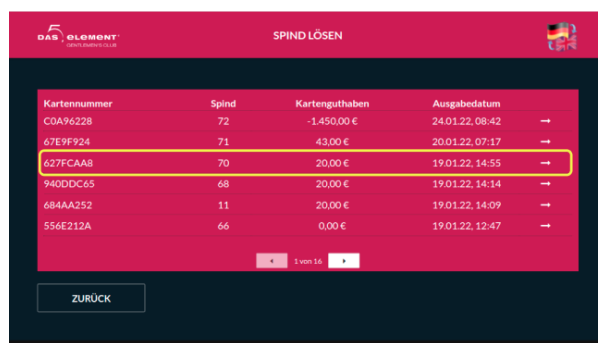 DAS 5. ELEMENT
GENTLEMEN'S CLUB
SPIND LÖSEN
Kartennummer Spind Kartenguthaben Ausgabedatum
C0A96228 72 -1.450,00 € 24.01.22, 08:42 →
67E9F924 71 43,00 € 20.01.22, 07:17 →
627FCAA8 70 20,00 € 19.01.22, 14:55 →
940DDC65 68 20,00 € 19.01.22, 14:14 →
684AA252 11 20,00 € 19.01.22, 14:09 →
556E212A 66 0,00 € 19.01.22, 12:47 →
1 von 16
ZURÜCK